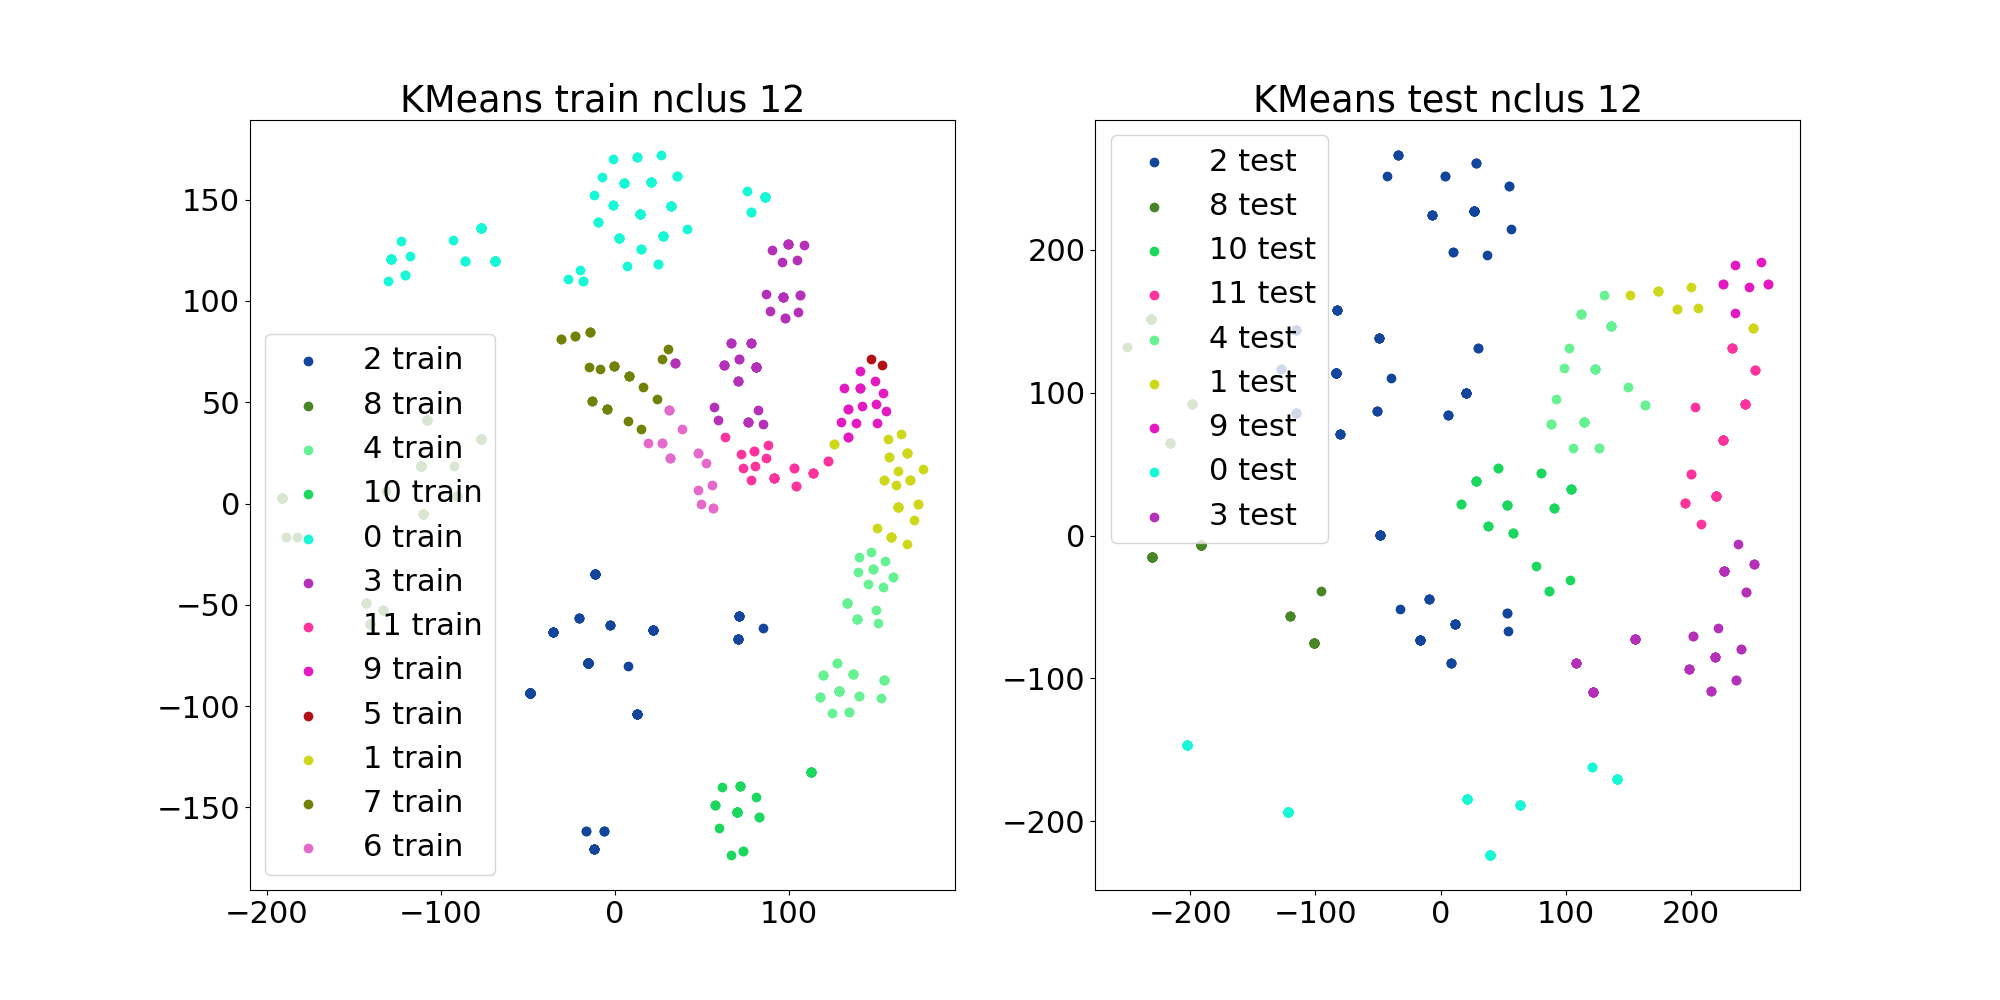 KMeans train nclus 12
150
100
50
0
−50
−100
−150
−200
−100
0
100
2 train
8 train
4 train
10 train
0 train
3 train
11 train
9 train
5 train
1 train
7 train
6 train
KMeans test nclus 12
200
100
0
−100
−200
−200
−100
0
100
200
2 test
8 test
10 test
11 test
4 test
1 test
9 test
0 test
3 test